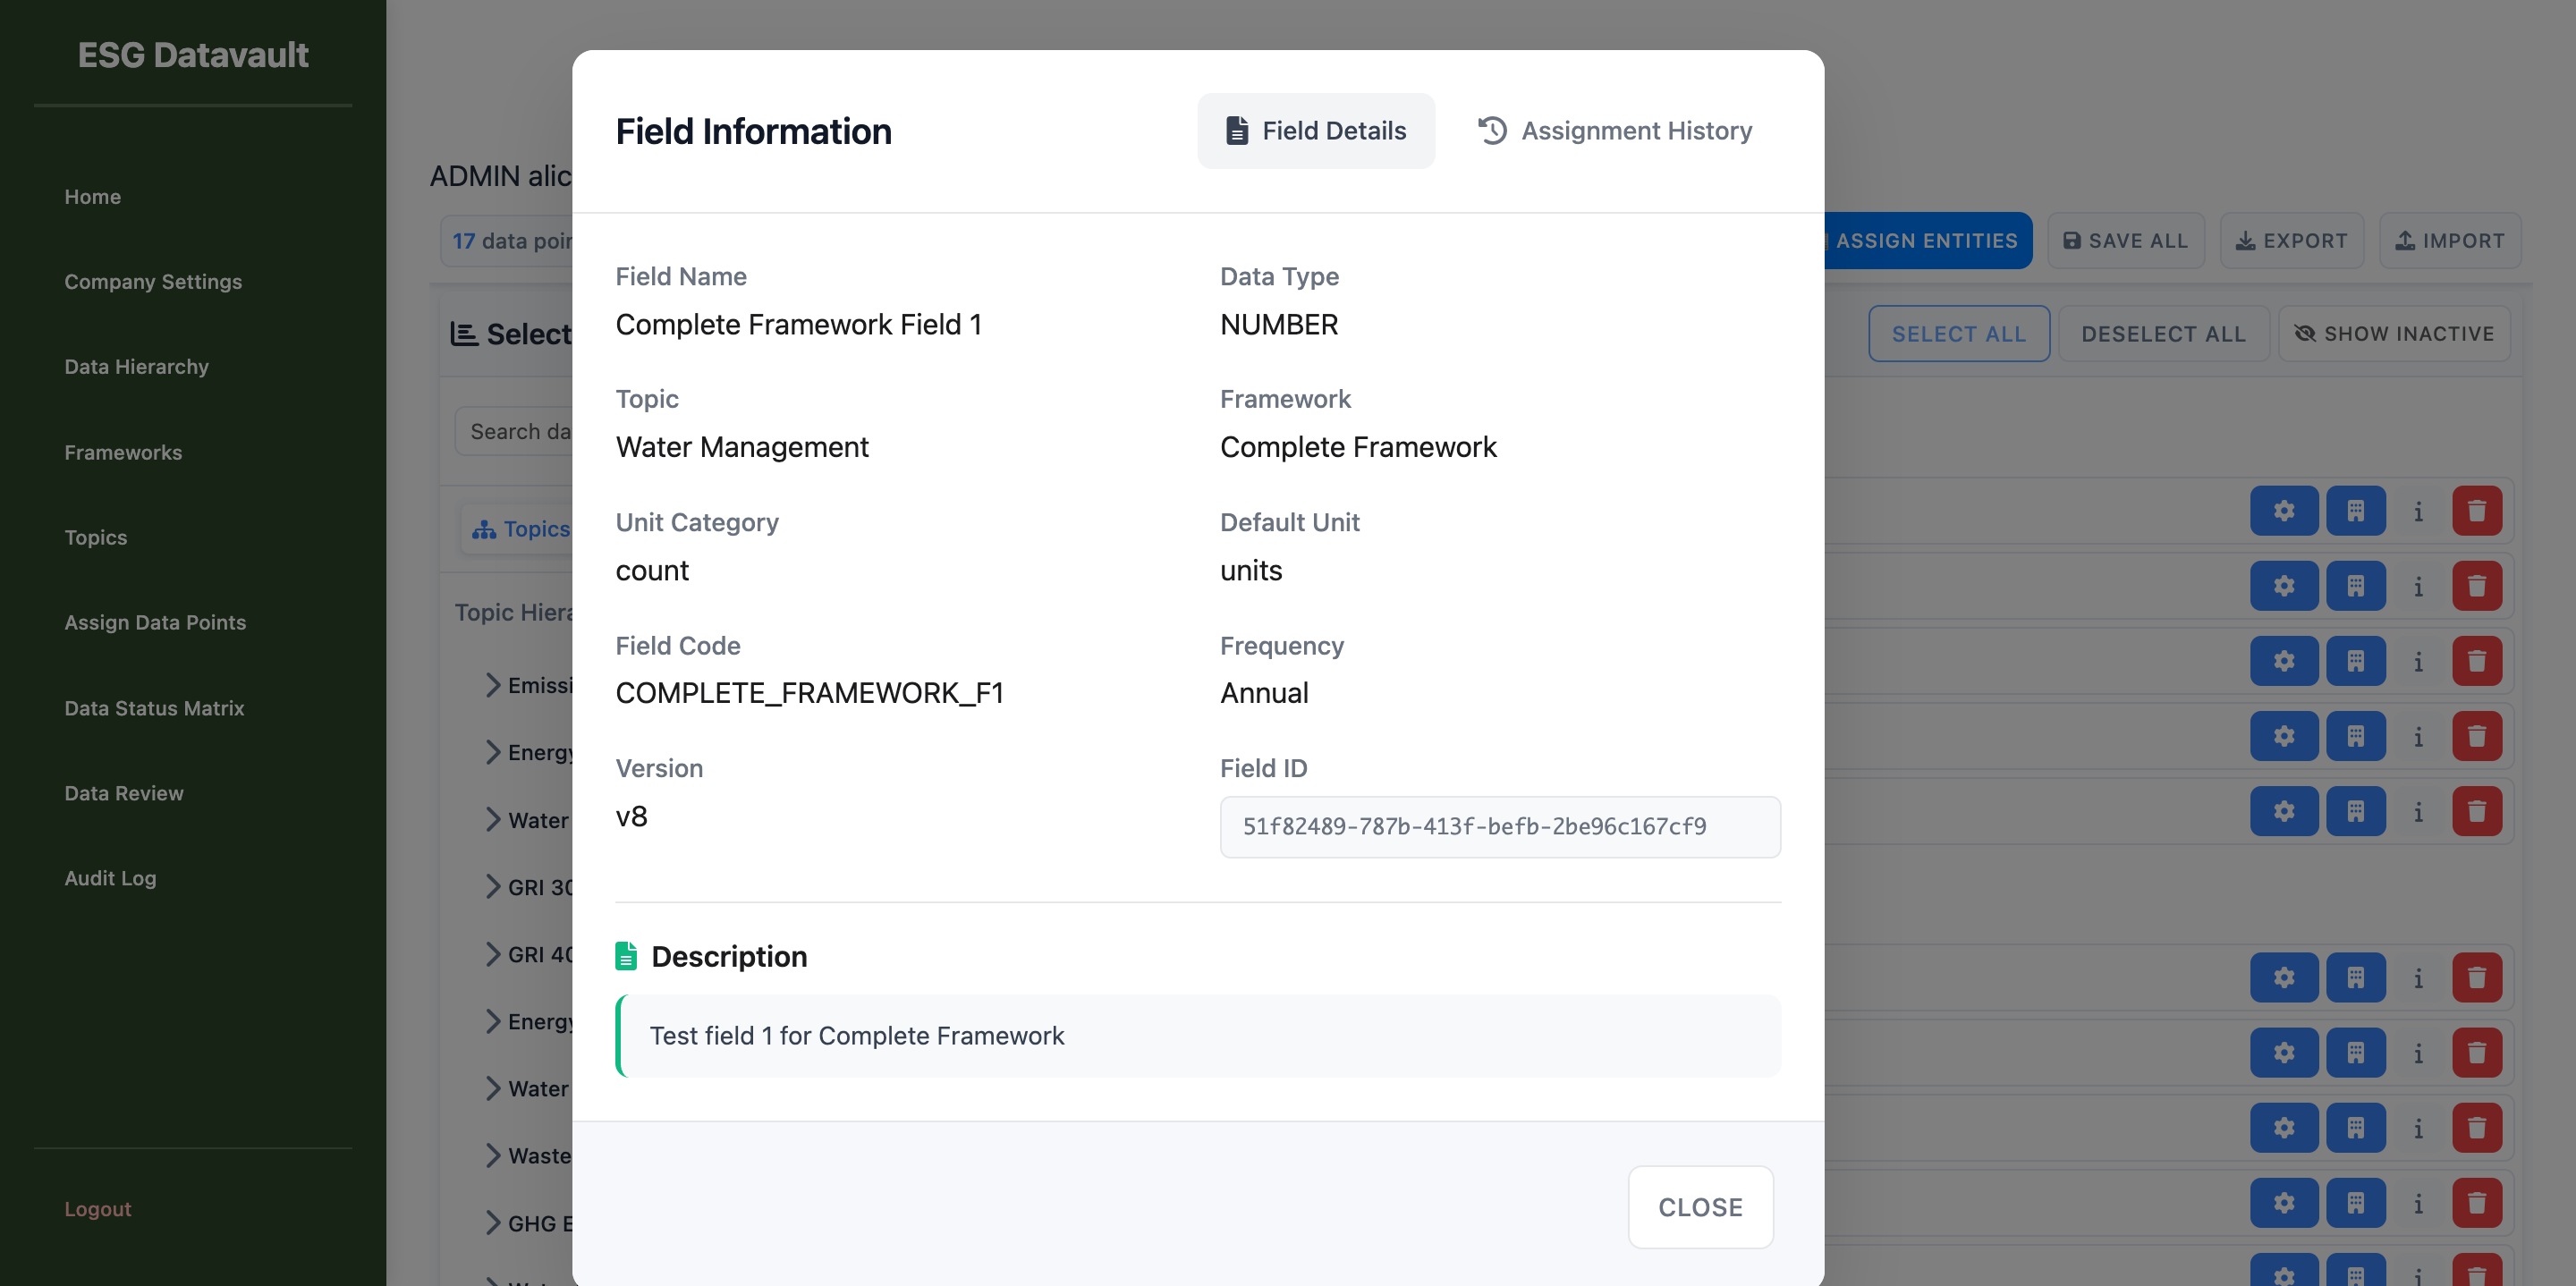 ESG Datavault
Home
Company Settings
Data Hierarchy
Frameworks
Topics
Assign Data Points
Data Status Matrix
Data Review
Audit Log
Logout
ADMIN alic
17 data poin
ASSIGN ENTITIES
SAVE ALL
EXPORT
IMPORT
Select
SELECT ALL
DESELECT ALL
SHOW INACTIVE
Search da
Topics
Topic Hiera
Emissi
Energy
Water
GRI 30
GRI 40
Energy
Water
Waste
GHG E
Field Information
Field Details
Assignment History
Field Name
Complete Framework Field 1
Data Type
NUMBER
Topic
Water Management
Framework
Complete Framework
Unit Category
count
Default Unit
units
Field Code
COMPLETE_FRAMEWORK_F1
Frequency
Annual
Version
v8
Field ID
51f82489-787b-413f-befb-2be96c167cf9
Description
Test field 1 for Complete Framework
CLOSE